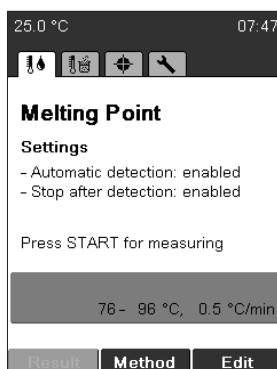 25.0 °C 07:47
Melting Point
Settings
- Automatic detection: enabled
- Stop after detection: enabled
Press START for measuring
76 - 96 °C, 0.5 °C/min
Result Method Edit